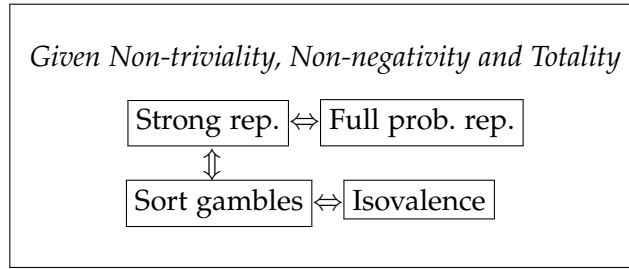 Given Non-triviality, Non-negativity and Totality
Strong rep. ⇔ Full prob. rep.
⇕
Sort gambles ⇔ Isovalence